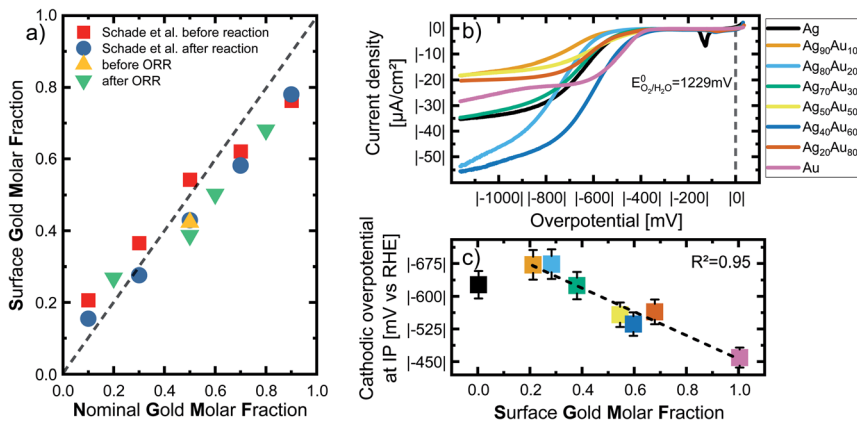 a)
Schade et al. before reaction
Schade et al. after reaction
before ORR
after ORR
Surface Gold Molar Fraction
1.0
0.8
0.6
0.4
0.2
0.0
0.0 0.2 0.4 0.6 0.8 1.0
Nominal Gold Molar Fraction
b)
Current density
[µA/cm²]
|0|
|-10|
|-20|
|-30|
|-40|
|-50|
E⁰O₂/H₂O=1229mV
|-1000| |-800| |-600| |-400| |-200| |0|
Overpotential [mV]
Ag
Ag₉₀Au₁₀
Ag₈₀Au₂₀
Ag₇₀Au₃₀
Ag₅₀Au₅₀
Ag₄₀Au₆₀
Ag₂₀Au₈₀
Au
c)
R²=0.95
Cathodic overpotential
at IP [mV vs RHE]
|-675|
|-600|
|-525|
|-450|
0.0 0.2 0.4 0.6 0.8 1.0
Surface Gold Molar Fraction